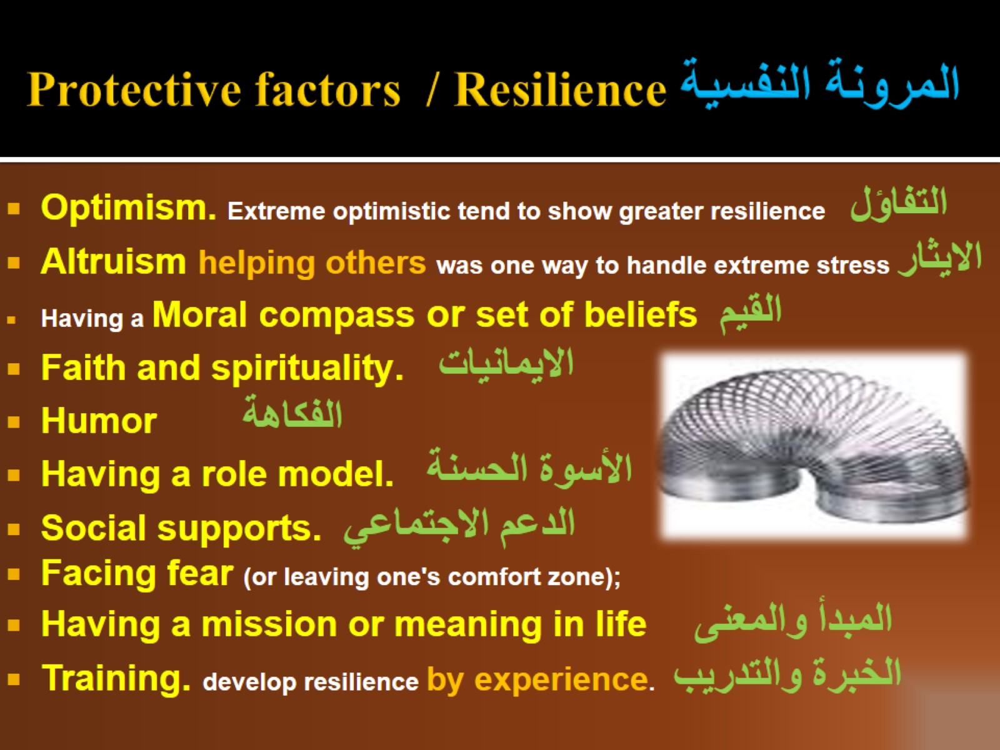 Protective factors / Resilience المرونة النفسية
Optimism. Extreme optimistic tend to show greater resilience التفاؤل
Altruism helping others was one way to handle extreme stress الايثار
Having a Moral compass or set of beliefs القيم
Faith and spirituality. الايمانيات
Humor الفكاهة
Having a role model. الأسوة الحسنة
Social supports. الدعم الاجتماعي
Facing fear (or leaving one's comfort zone);
Having a mission or meaning in life المبدأ والمعنى
Training. develop resilience by experience. الخبرة والتدريب